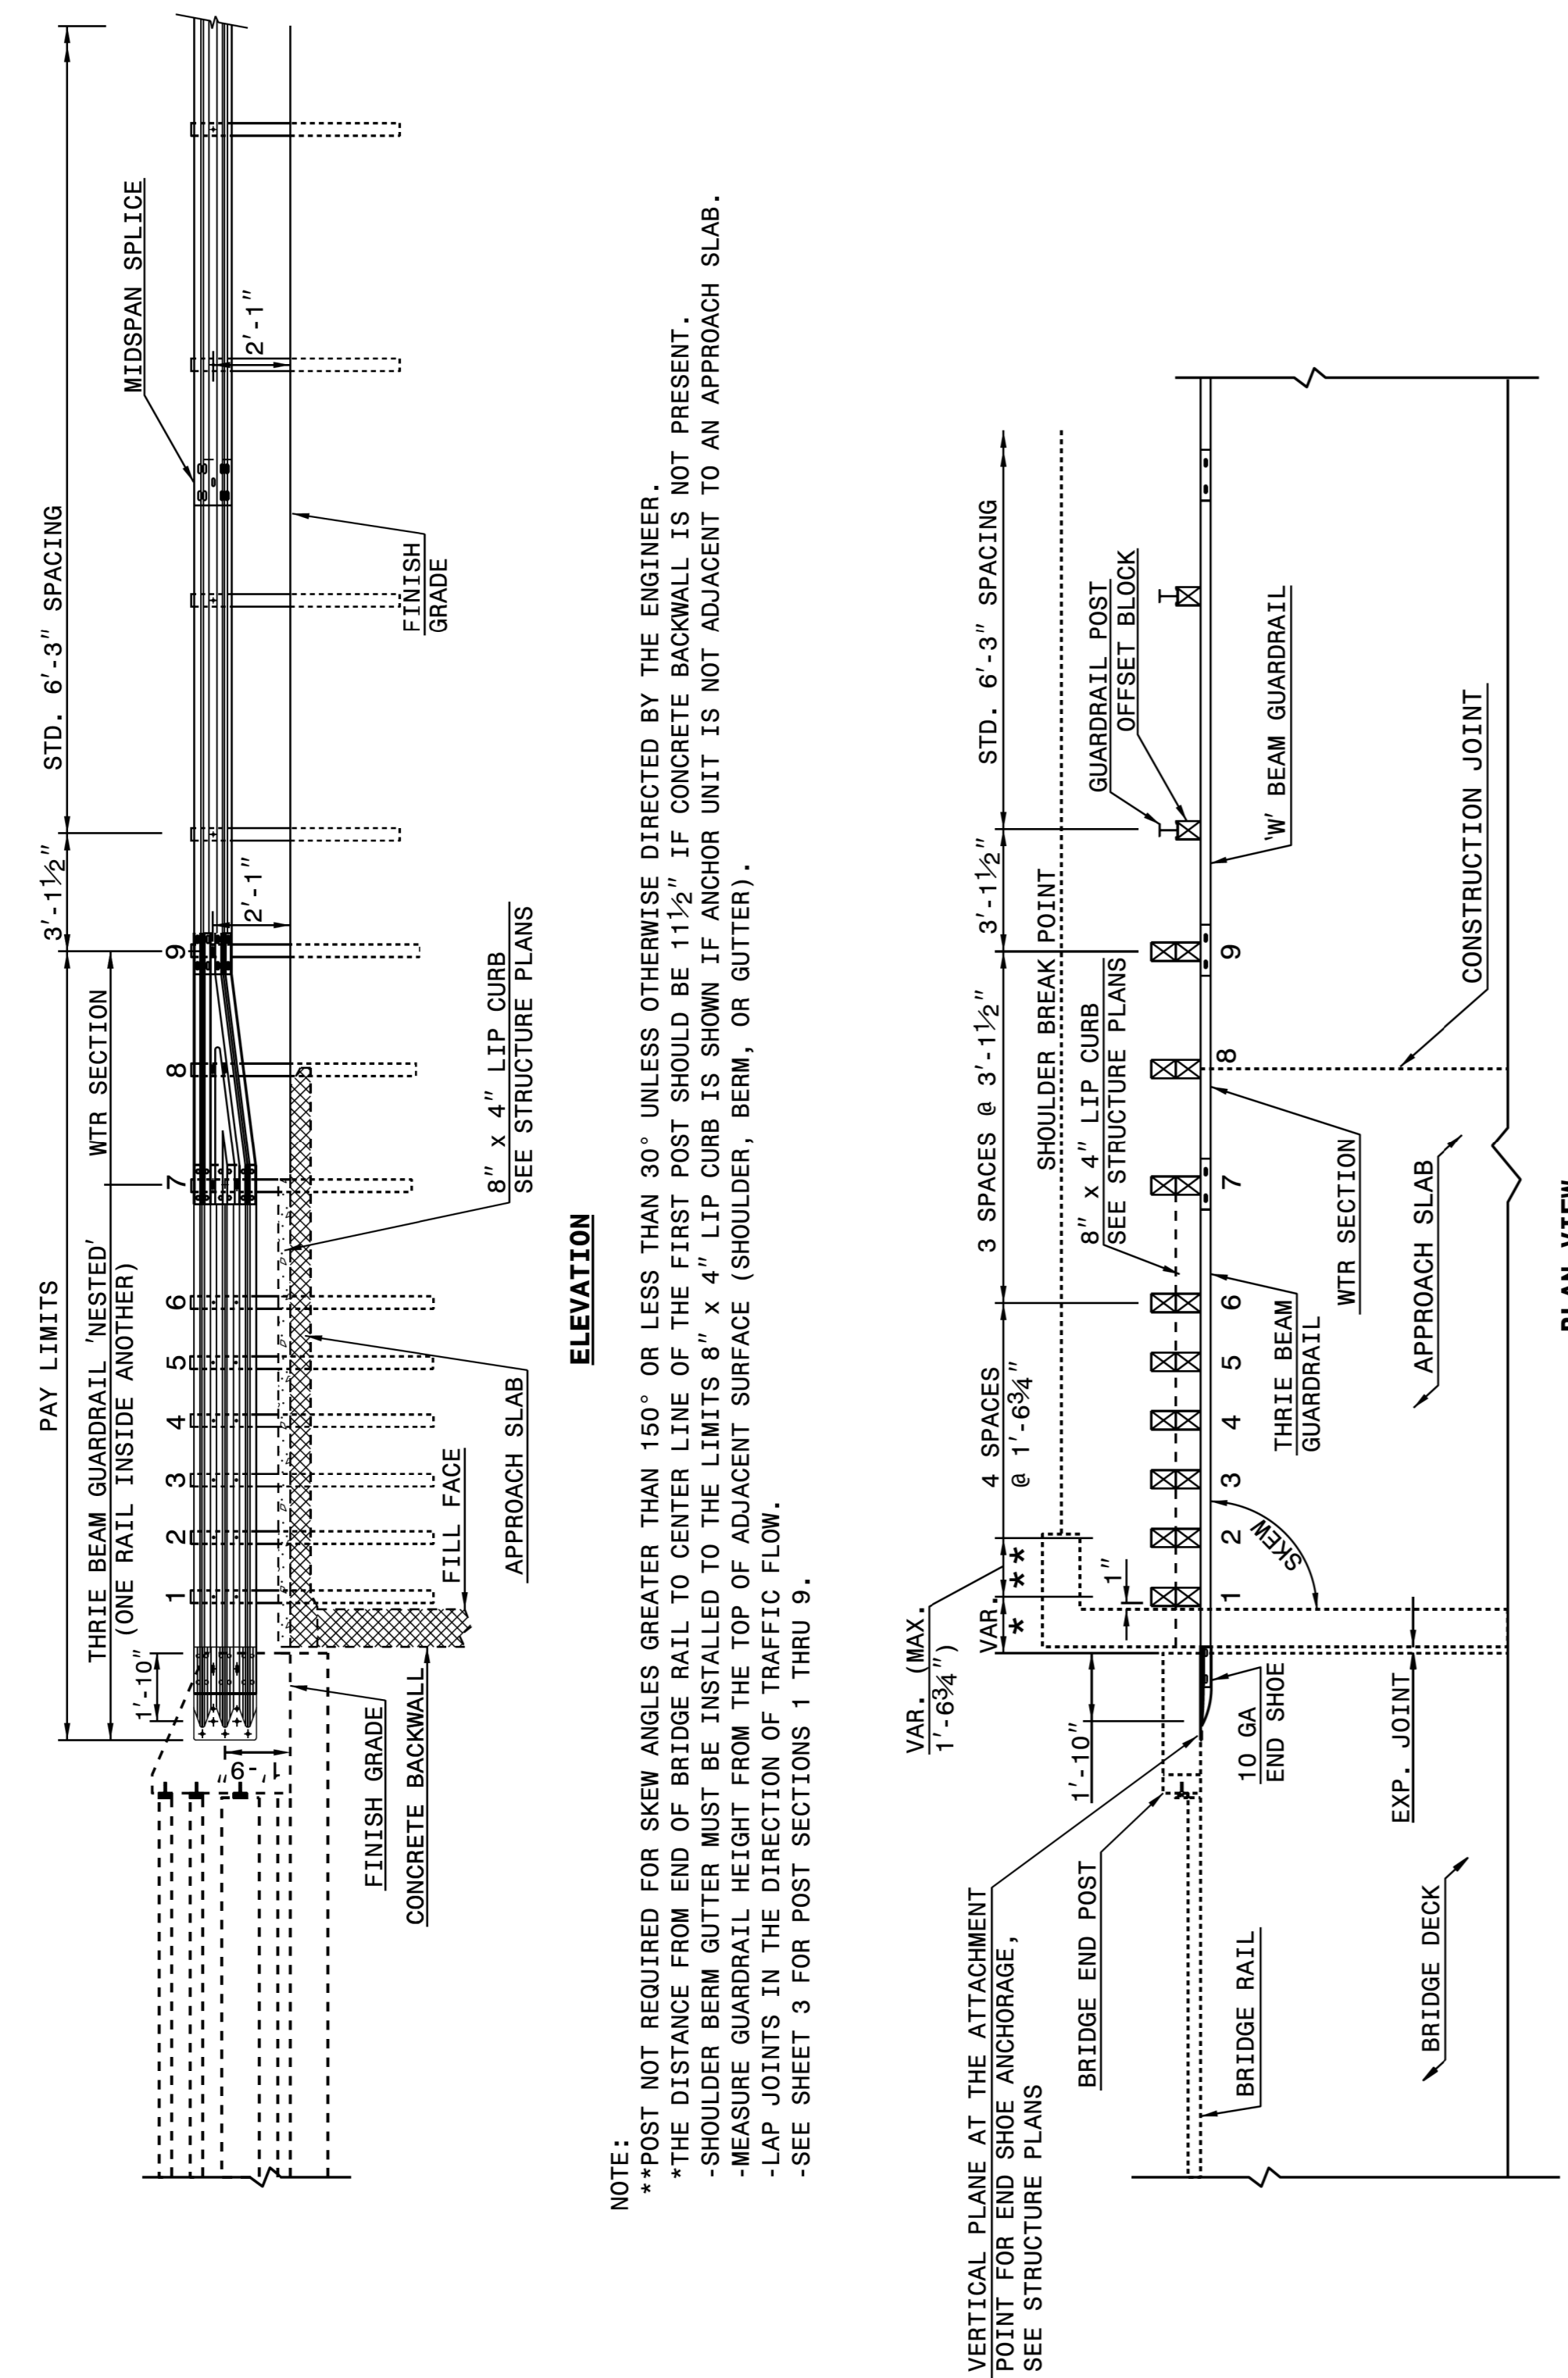 PAY LIMITS
STD. 6'-3" SPACING
THRIE BEAM GUARDRAIL 'NESTED'
(ONE RAIL INSIDE ANOTHER)
WTR SECTION
3'-1½"
1'-10"
1
2
3
4
5
6
7
8
9
MIDSPAN SPLICE
1'-9"
2'-1"
2'-1"
FINISH GRADE
CONCRETE BACKWALL
FILL FACE
APPROACH SLAB
8" x 4" LIP CURB
SEE STRUCTURE PLANS
FINISH
GRADE
ELEVATION
NOTE:
**POST NOT REQUIRED FOR SKEW ANGLES GREATER THAN 150° OR LESS THAN 30° UNLESS OTHERWISE DIRECTED BY THE ENGINEER.
*THE DISTANCE FROM END OF BRIDGE RAIL TO CENTER LINE OF THE FIRST POST SHOULD BE 11½" IF CONCRETE BACKWALL IS NOT PRESENT.
-SHOULDER BERM GUTTER MUST BE INSTALLED TO THE LIMITS 8" x 4" LIP CURB IS SHOWN IF ANCHOR UNIT IS NOT ADJACENT TO AN APPROACH SLAB.
-MEASURE GUARDRAIL HEIGHT FROM THE TOP OF ADJACENT SURFACE (SHOULDER, BERM, OR GUTTER).
-LAP JOINTS IN THE DIRECTION OF TRAFFIC FLOW.
-SEE SHEET 3 FOR POST SECTIONS 1 THRU 9.
VAR. (MAX.
1'-6¾")
VAR.
*
**
4 SPACES
@ 1'-6¾"
3 SPACES @ 3'-1½"
3'-1½"
STD. 6'-3" SPACING
SHOULDER BREAK POINT
1'-10"
1"
8" x 4" LIP CURB
SEE STRUCTURE PLANS
GUARDRAIL POST
OFFSET BLOCK
VERTICAL PLANE AT THE ATTACHMENT
POINT FOR END SHOE ANCHORAGE,
SEE STRUCTURE PLANS
BRIDGE END POST
BRIDGE RAIL
10 GA
END SHOE
1
2
3
4
5
6
7
8
9
SKEW
THRIE BEAM
GUARDRAIL
WTR SECTION
'W' BEAM GUARDRAIL
EXP. JOINT
BRIDGE DECK
APPROACH SLAB
CONSTRUCTION JOINT
PLAN VIEW